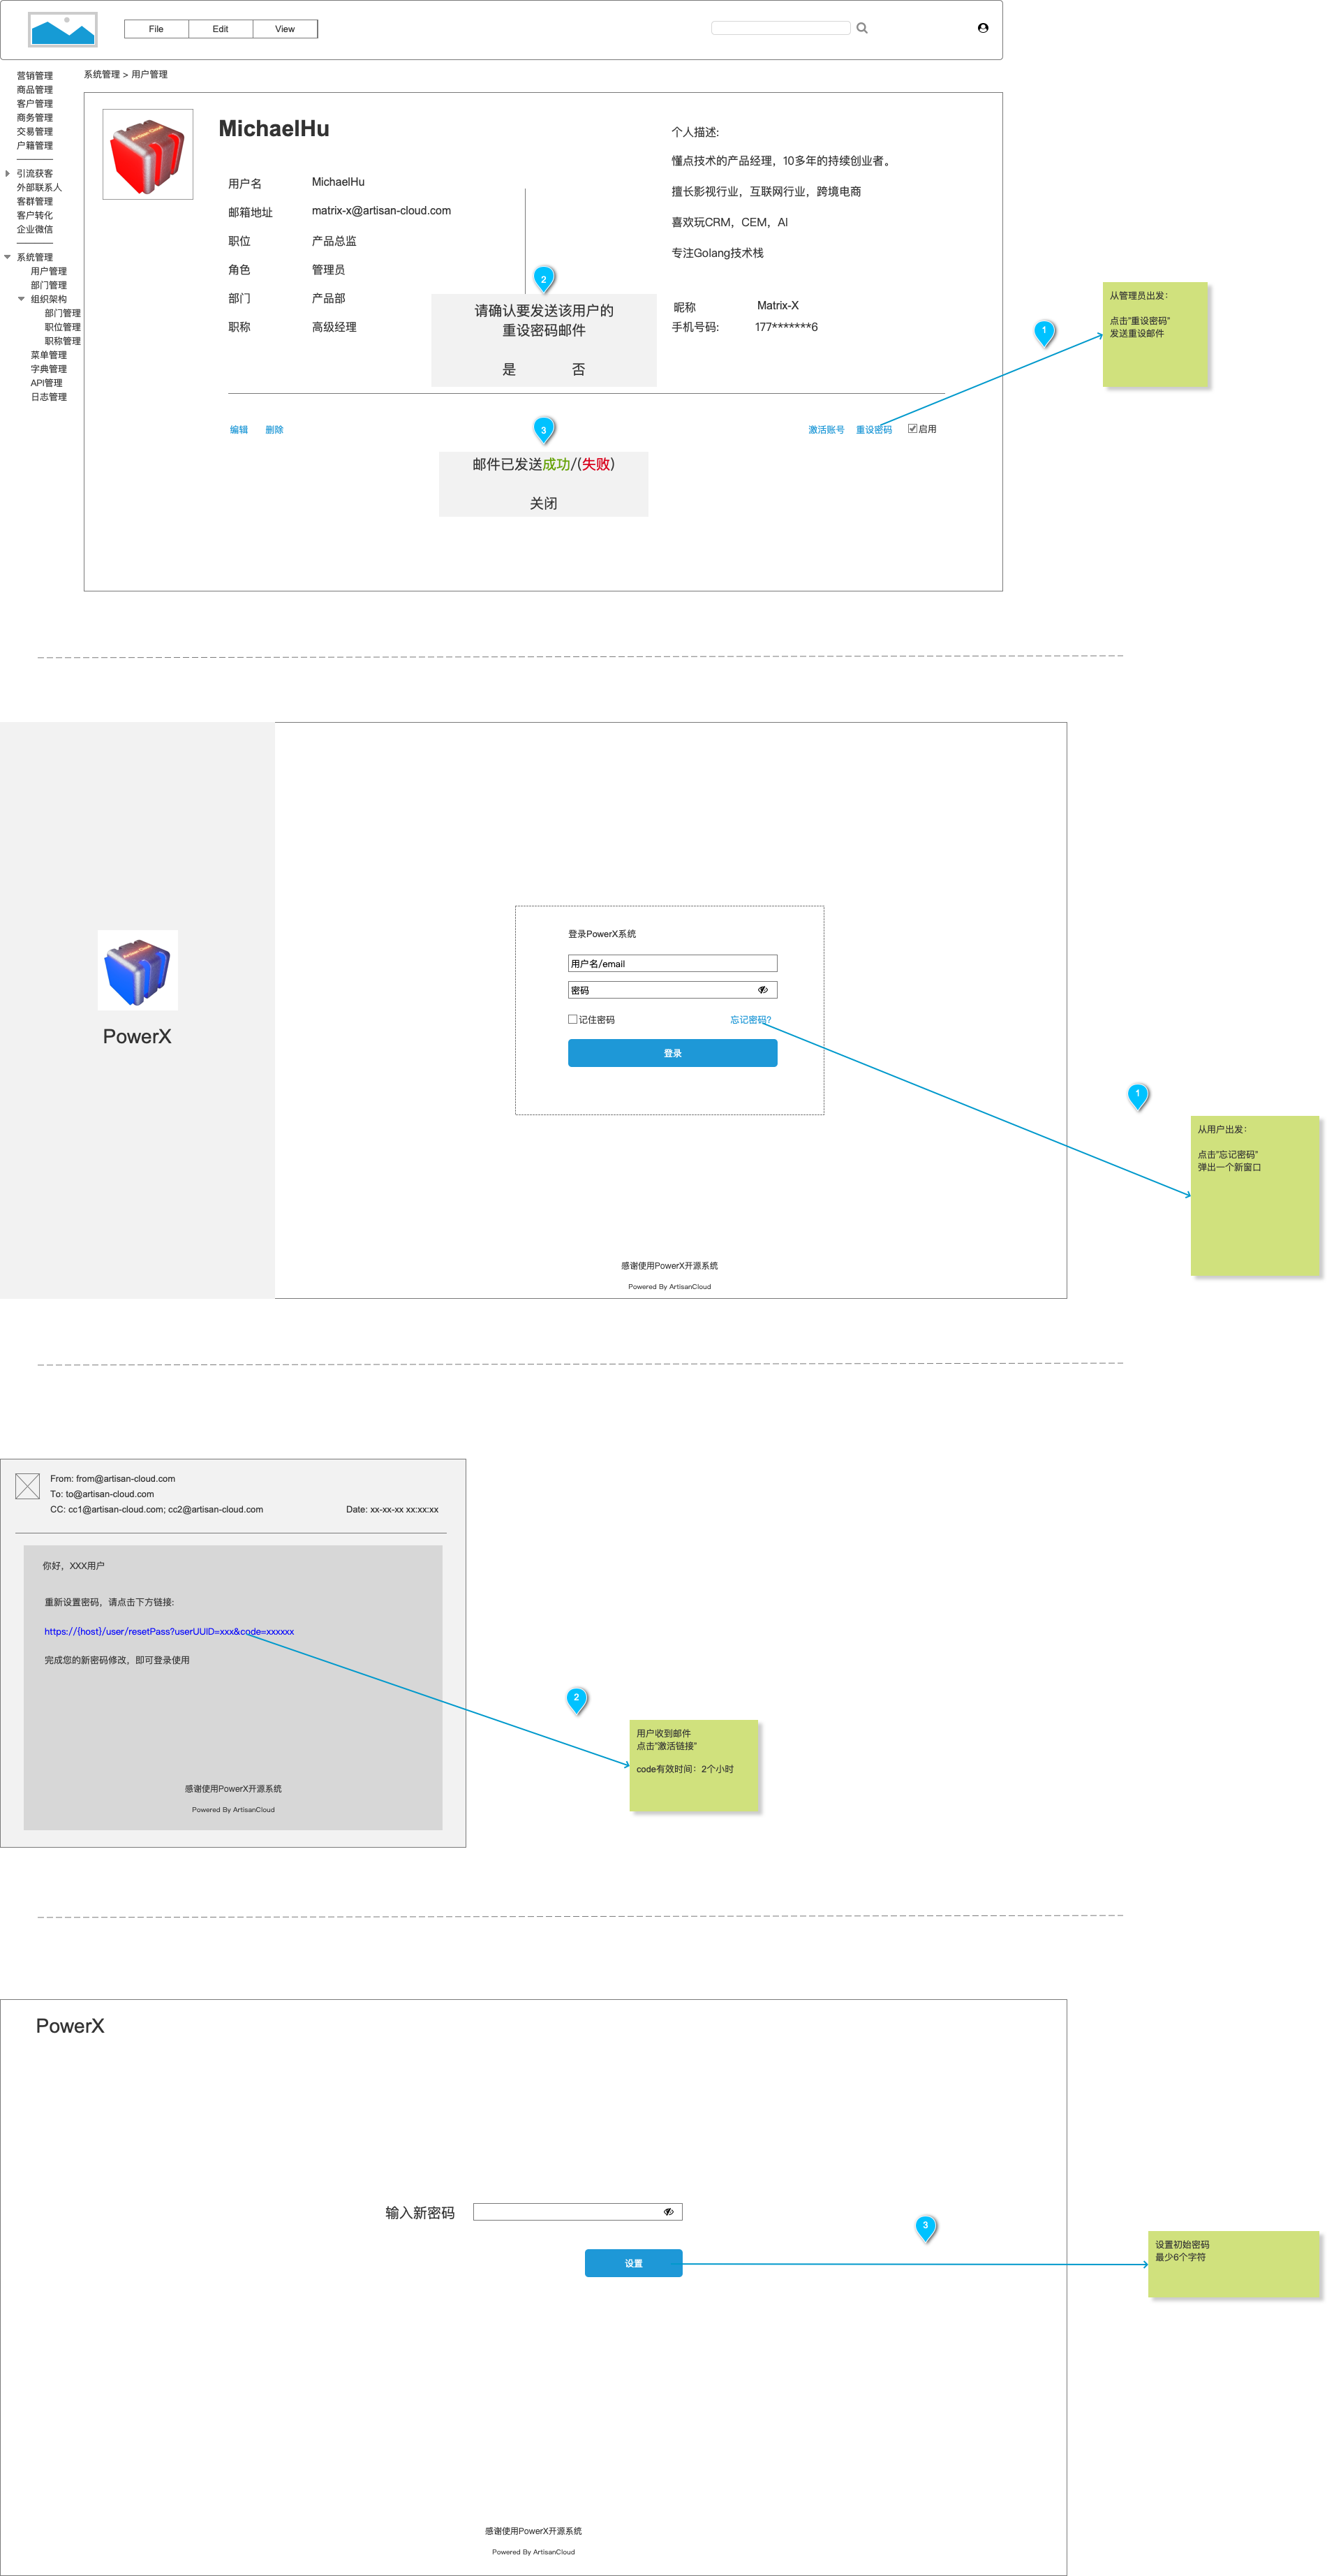 File Edit View
系统管理 > 用户管理
营销管理
商品管理
客户管理
商务管理
交易管理
户籍管理
引流获客
外部联系人
客群管理
客户转化
企业微信
系统管理
用户管理
部门管理
组织架构
部门管理
职位管理
职称管理
菜单管理
字典管理
API管理
日志管理
MichaelHu
用户名 MichaelHu
邮箱地址 matrix-x@artisan-cloud.com
职位 产品总监
角色 管理员
部门 产品部
职称 高级经理
个人描述:
懂点技术的产品经理，10多年的持续创业者。
擅长影视行业，互联网行业，跨境电商
喜欢玩CRM，CEM，AI
专注Golang技术栈
昵称 Matrix-X
手机号码: 177*******6
2
请确认要发送该用户的
重设密码邮件
是 否
编辑 删除
激活账号 重设密码 启用
3
邮件已发送成功/(失败)
关闭
1
从管理员出发：
点击"重设密码"
发送重设邮件
PowerX
登录PowerX系统
用户名/email
密码
记住密码 忘记密码?
登录
感谢使用PowerX开源系统
Powered By ArtisanCloud
1
从用户出发：
点击"忘记密码"
弹出一个新窗口
From: from@artisan-cloud.com
To: to@artisan-cloud.com
CC: cc1@artisan-cloud.com; cc2@artisan-cloud.com Date: xx-xx-xx xx:xx:xx
你好，XXX用户
重新设置密码，请点击下方链接:
https://{host}/user/resetPass?userUUID=xxx&code=xxxxxx
完成您的新密码修改，即可登录使用
感谢使用PowerX开源系统
Powered By ArtisanCloud
2
用户收到邮件
点击"激活链接"
code有效时间：2个小时
PowerX
输入新密码
设置
3
设置初始密码
最少6个字符
感谢使用PowerX开源系统
Powered By ArtisanCloud